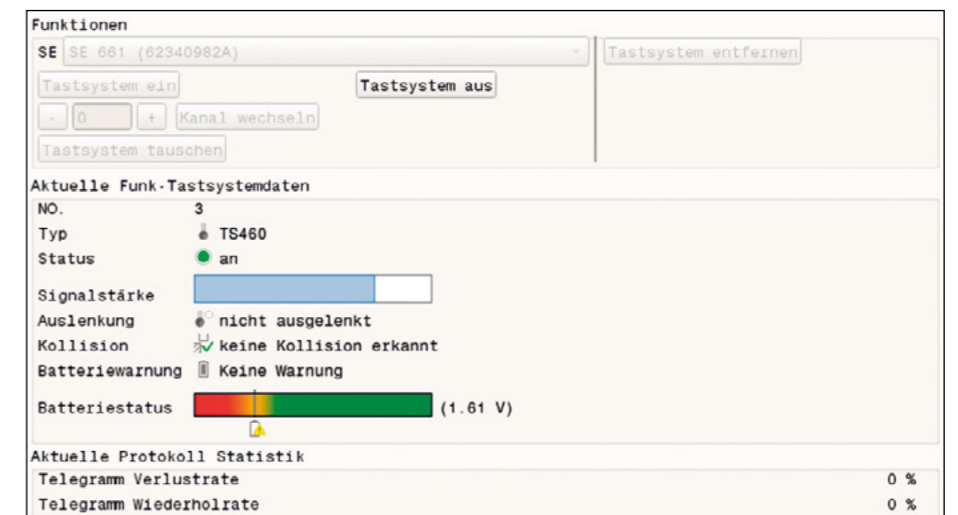 Funktionen
SE SE 661 (62340982A) Tastsystem entfernen
Tastsystem ein Tastsystem aus
- 0 + Kanal wechseln
Tastsystem tauschen
Aktuelle Funk-Tastsystemdaten
NO. 3
Typ TS460
Status an
Signalstärke
Auslenkung nicht ausgelenkt
Kollision keine Kollision erkannt
Batteriewarnung Keine Warnung
Batteriestatus (1.61 V)
Aktuelle Protokoll Statistik
Telegramm Verlustrate 0 %
Telegramm Wiederholrate 0 %